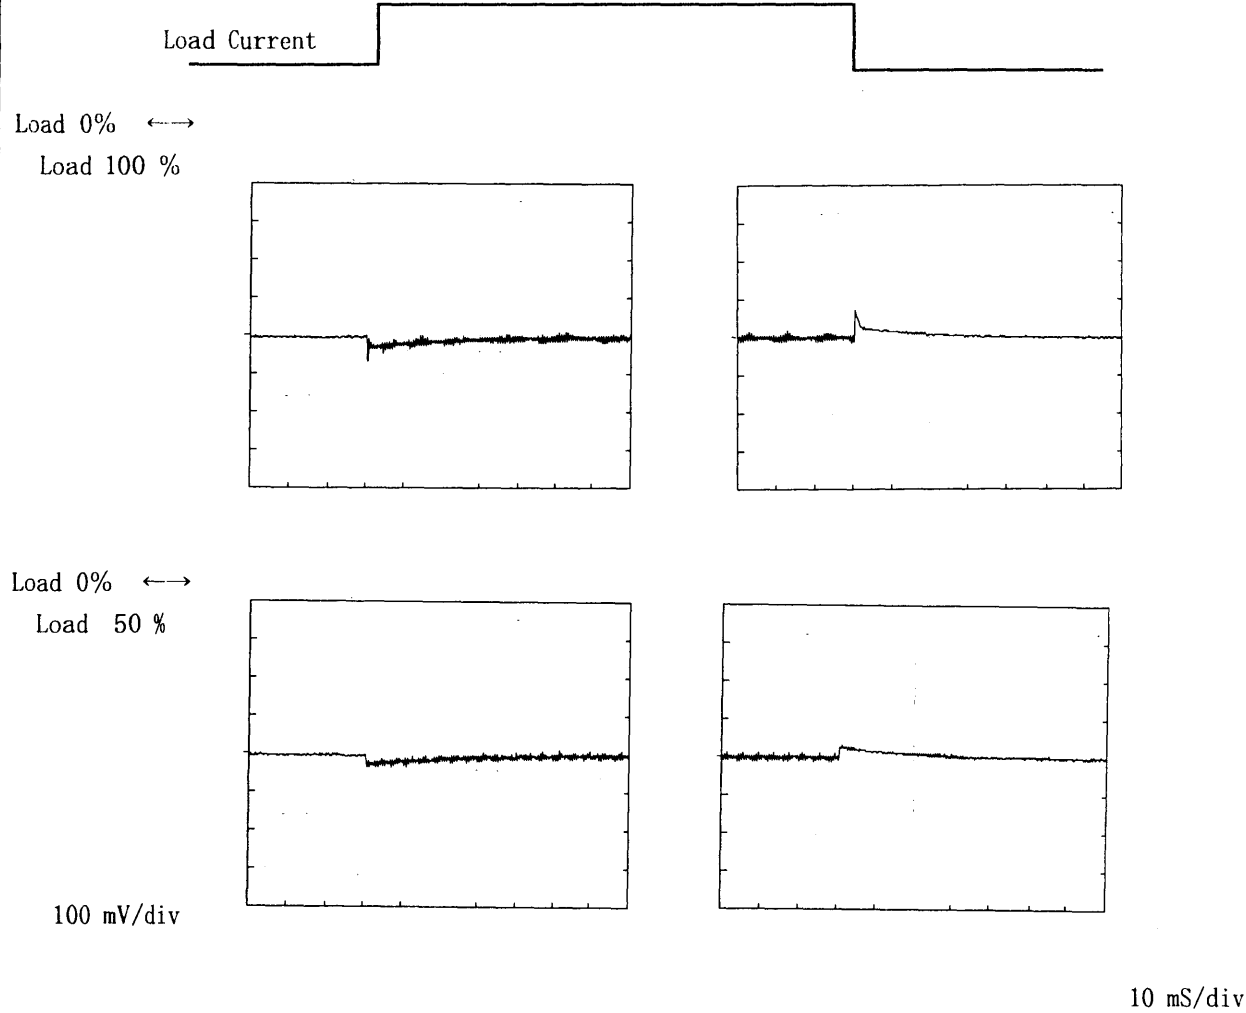 Load Current
Load 0% ←→
Load 100 %
Load 0% ←→
Load 50 %
100 mV/div
10 mS/div